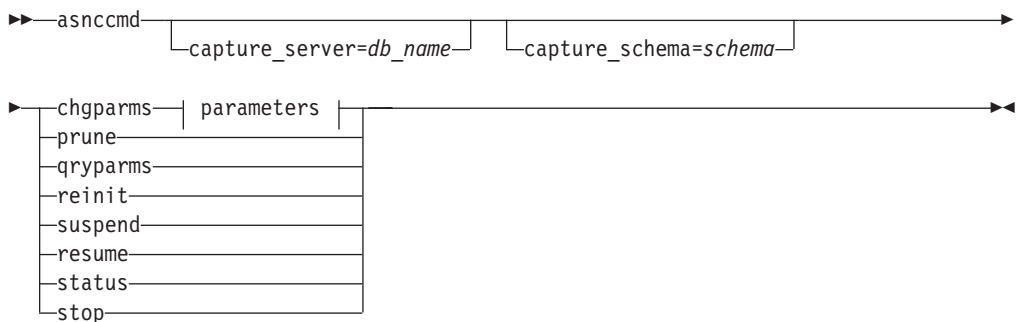 asnccmd
capture_server=db_name capture_schema=schema
chgparms parameters
prune
qryparms
reinit
suspend
resume
status
stop